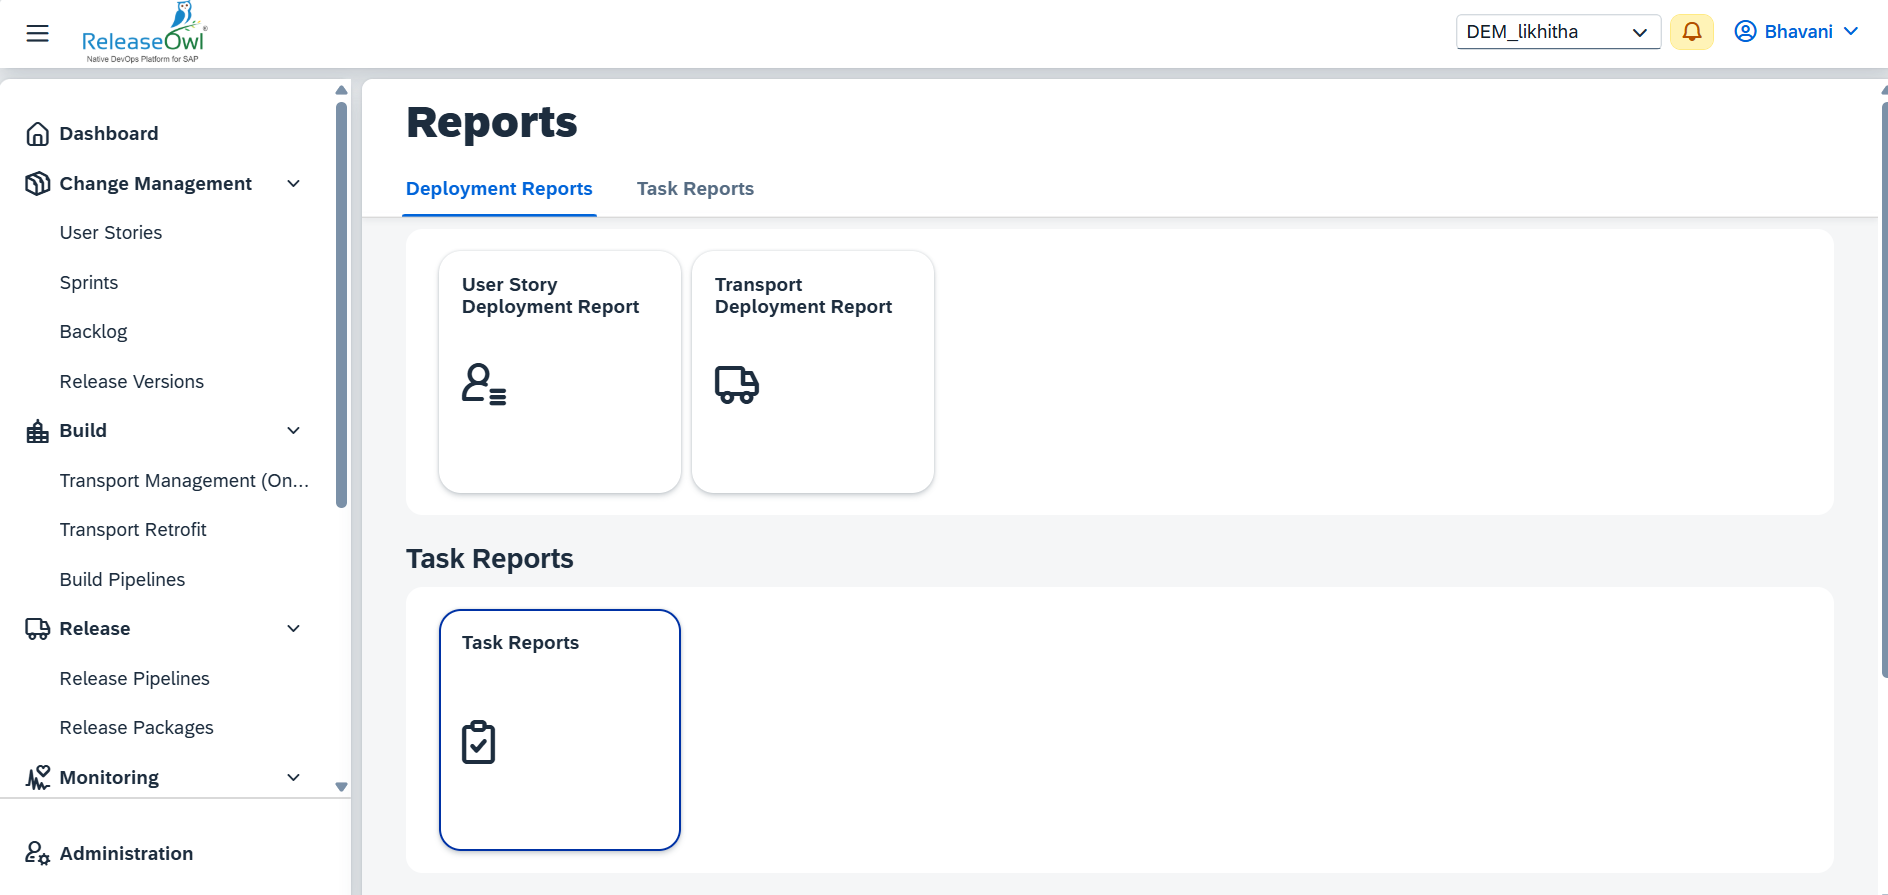 ReleaseOwl
Native DevOps Platform for SAP
DEM_likhitha
Bhavani
Dashboard
Change Management
User Stories
Sprints
Backlog
Release Versions
Build
Transport Management (On...
Transport Retrofit
Build Pipelines
Release
Release Pipelines
Release Packages
Monitoring
Administration
Reports
Deployment Reports
Task Reports
User Story
Deployment Report
Transport
Deployment Report
Task Reports
Task Reports